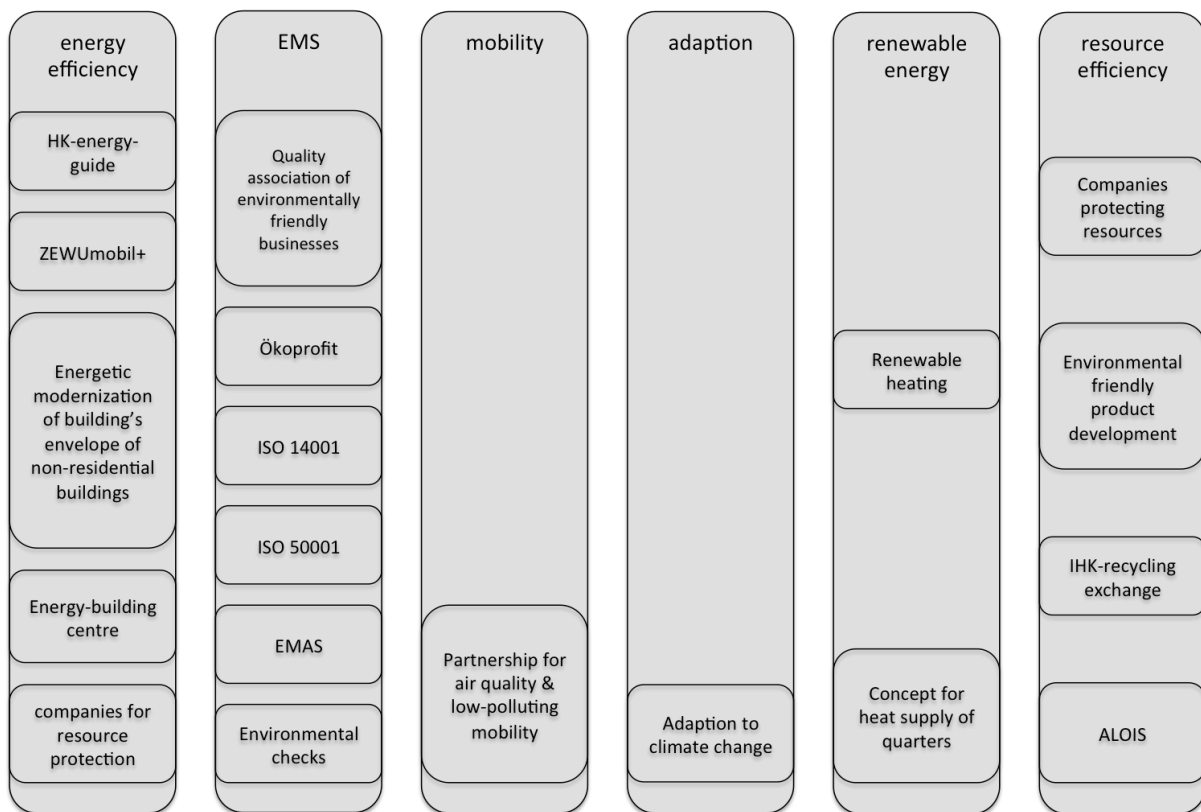 energy
efficiency
HK-energy-
guide
ZEWUmobil+
Energetic
modernization
of building’s
envelope of
non-residential
buildings
Energy-building
centre
companies for
resource
protection
EMS
Quality
association of
environmentally
friendly
businesses
Ökoprofit
ISO 14001
ISO 50001
EMAS
Environmental
checks
mobility
Partnership for
air quality &
low-polluting
mobility
adaption
Adaption to
climate change
renewable
energy
Renewable
heating
Concept for
heat supply of
quarters
resource
efficiency
Companies
protecting
resources
Environmental
friendly
product
development
IHK-recycling
exchange
ALOIS